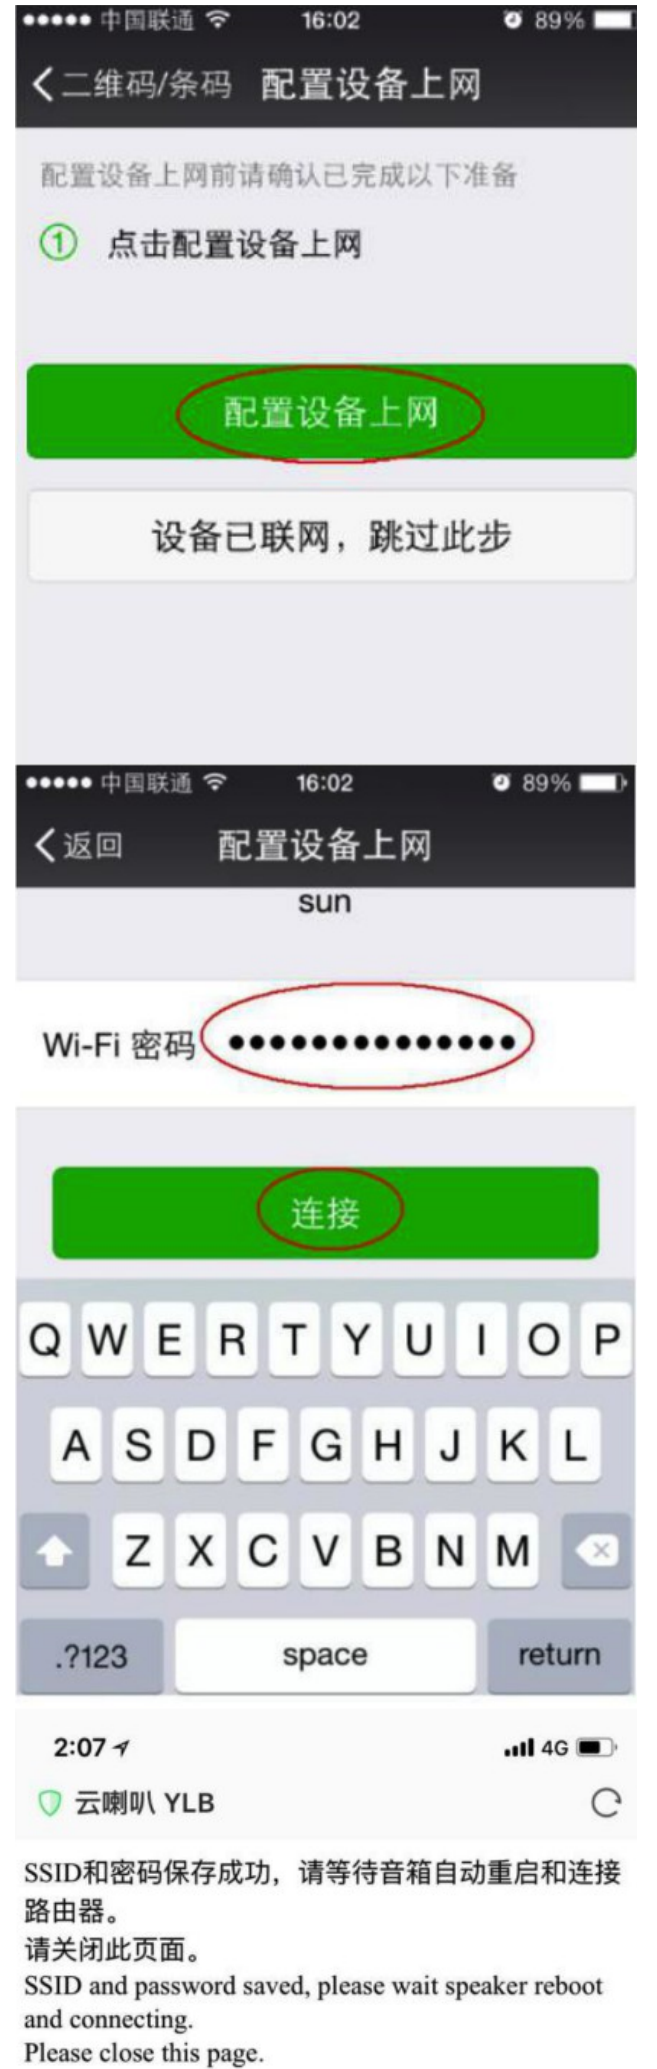 中国联通 16:02 89%
二维码/条码 配置设备上网
配置设备上网前请确认已完成以下准备
① 点击配置设备上网
配置设备上网
设备已联网，跳过此步
中国联通 16:02 89%
返回 配置设备上网
sun
Wi-Fi 密码 ••••••••••••••
连接
Q W E R T Y U I O P
A S D F G H J K L
Z X C V B N M
.?123 space return
2:07 4G
云喇叭 YLB
SSID和密码保存成功，请等待音箱自动重启和连接
路由器。
请关闭此页面。
SSID and password saved, please wait speaker reboot
and connecting.
Please close this page.